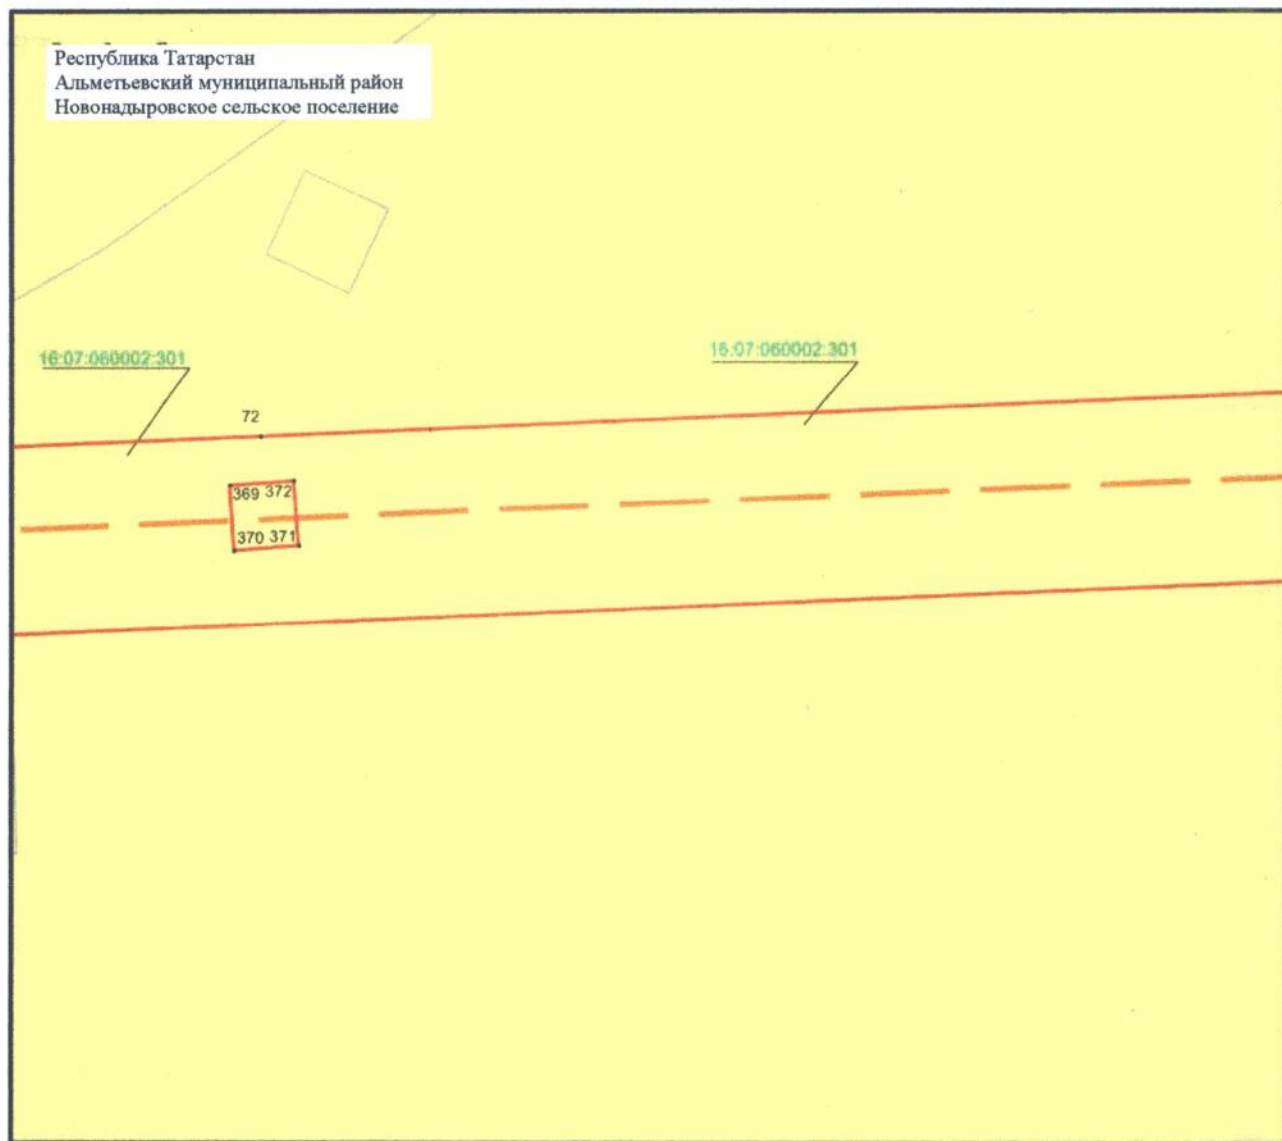 Республика Татарстан
Альметьевский муниципальный район
Новонадыровское сельское поселение
16:07:060002:301
16:07:060002:301
72
369 372
370 371